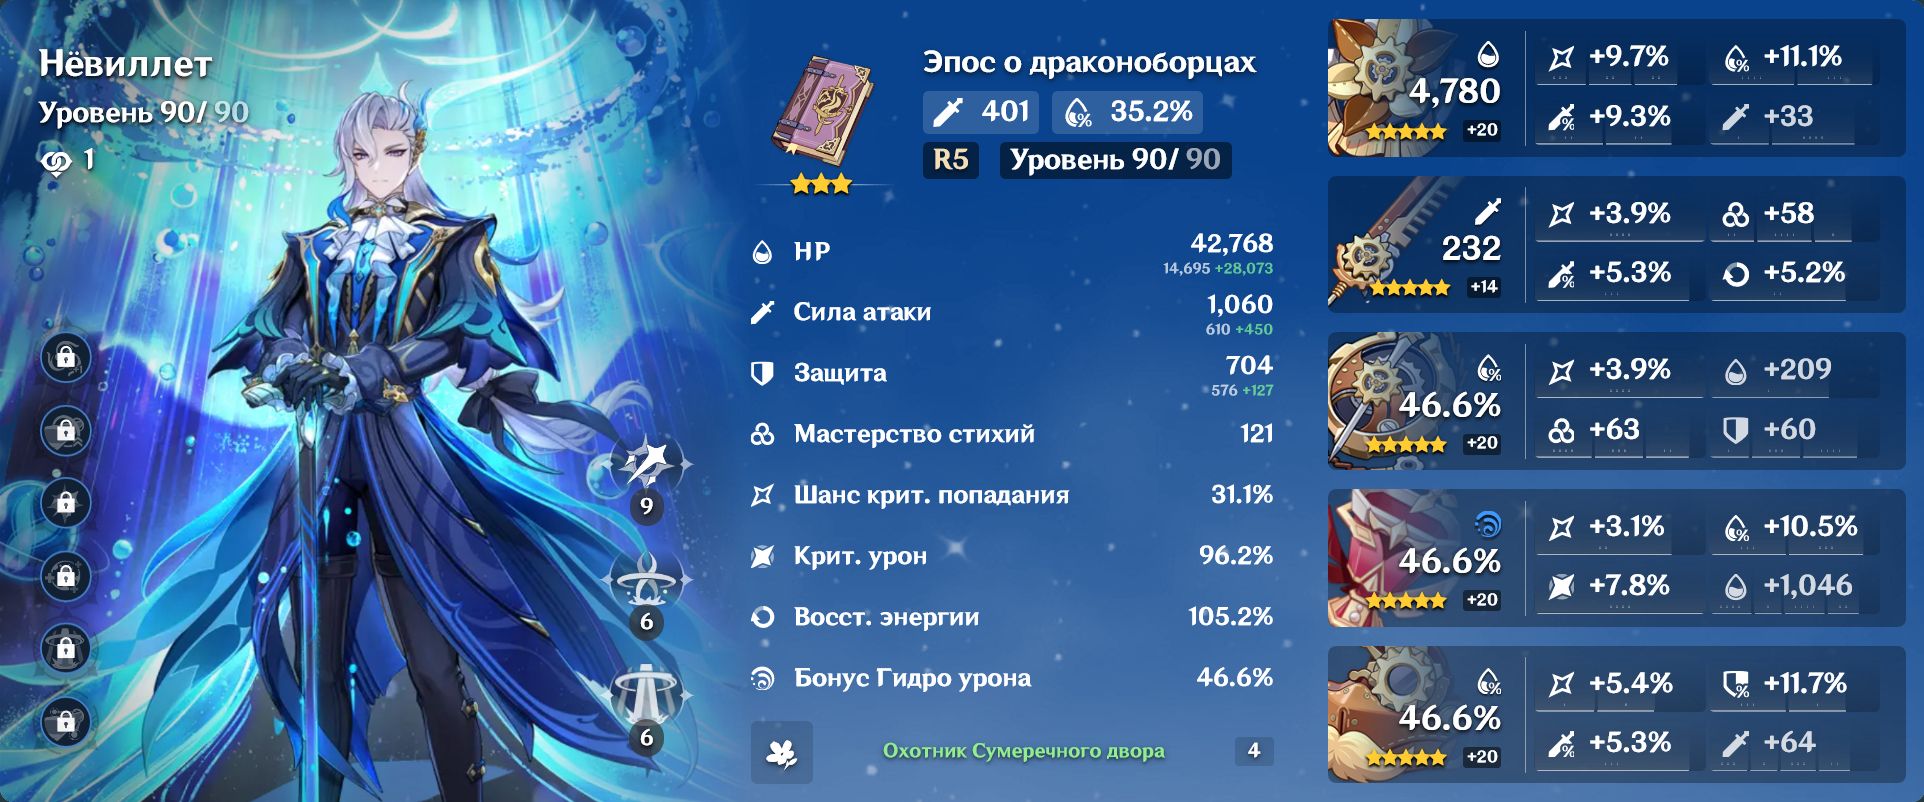 Нёвиллет
Уровень 90/ 90
1
9
6
6
Эпос о драконоборцах
401 35.2%
R5 Уровень 90/ 90
HP 42,768
14,695 +28,073
Сила атаки 1,060
610 +450
Защита 704
576 +127
Мастерство стихий 121
Шанс крит. попадания 31.1%
Крит. урон 96.2%
Восст. энергии 105.2%
Бонус Гидро урона 46.6%
Охотник Сумеречного двора 4
4,780
+20
+9.7% +11.1%
+9.3% +33
232
+14
+3.9% +58
+5.3% +5.2%
46.6%
+20
+3.9% +209
+63 +60
46.6%
+20
+3.1% +10.5%
+7.8% +1,046
46.6%
+20
+5.4% +11.7%
+5.3% +64